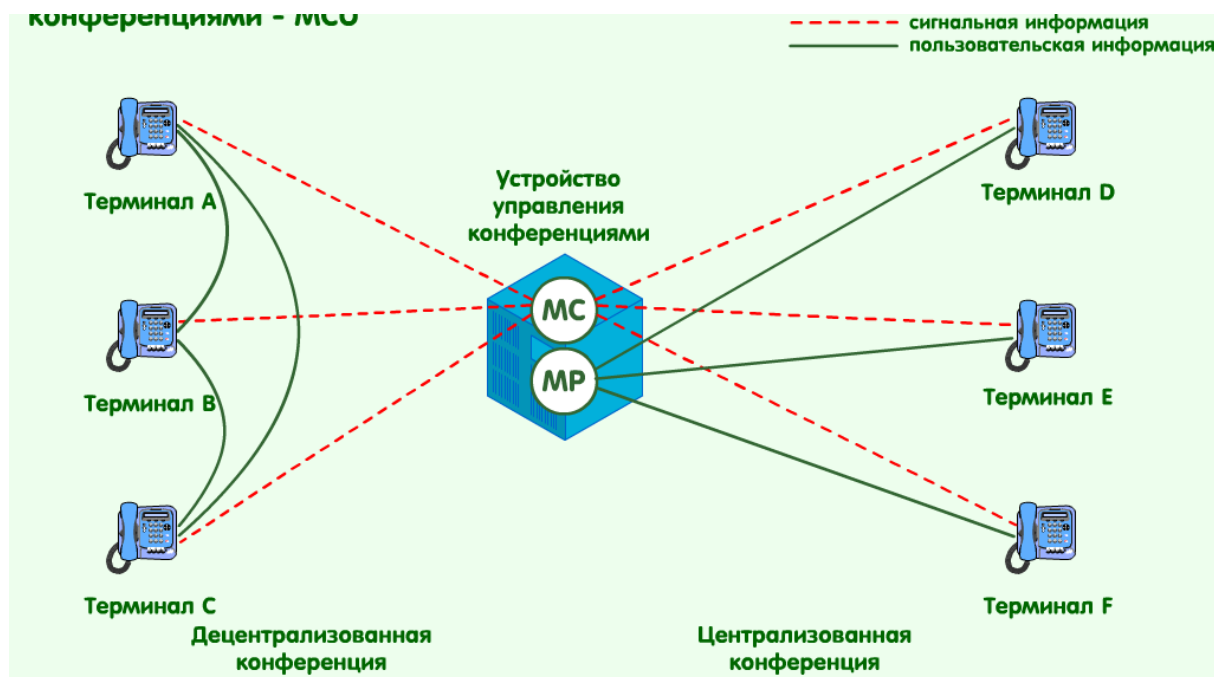 конференциями - MCU
сигнальная информация
пользовательская информация
Терминал A
Устройство
управления
конференциями
Терминал D
MC
MP
Терминал B
Терминал E
Терминал C
Терминал F
Децентрализованная
конференция
Централизованная
конференция